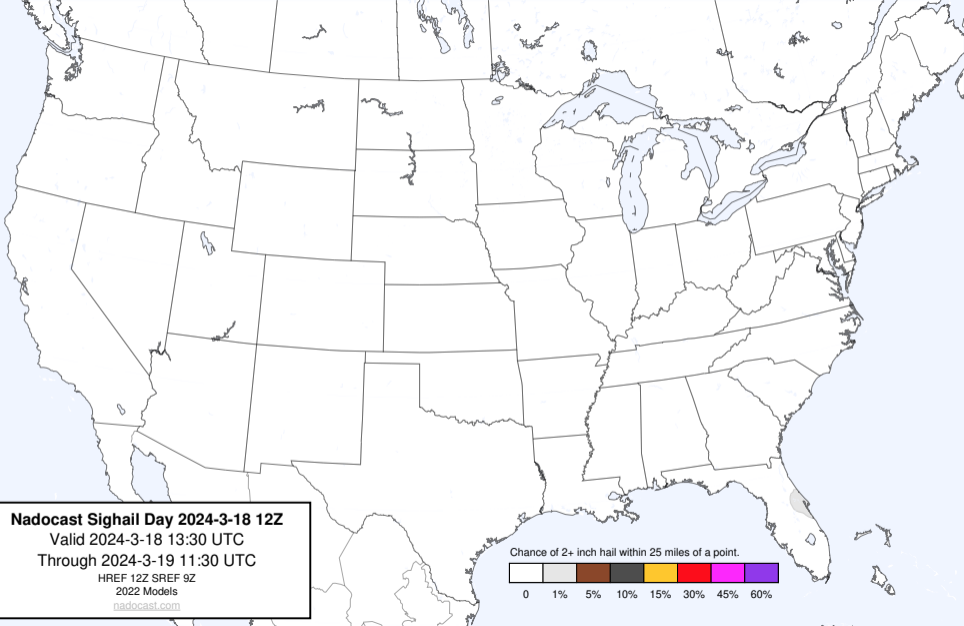 Nadocast Sighail Day 2024-3-18 12Z
Valid 2024-3-18 13:30 UTC
Through 2024-3-19 11:30 UTC
HREF 12Z SREF 9Z
2022 Models
nadocast.com
Chance of 2+ inch hail within 25 miles of a point.
0 1% 5% 10% 15% 30% 45% 60%